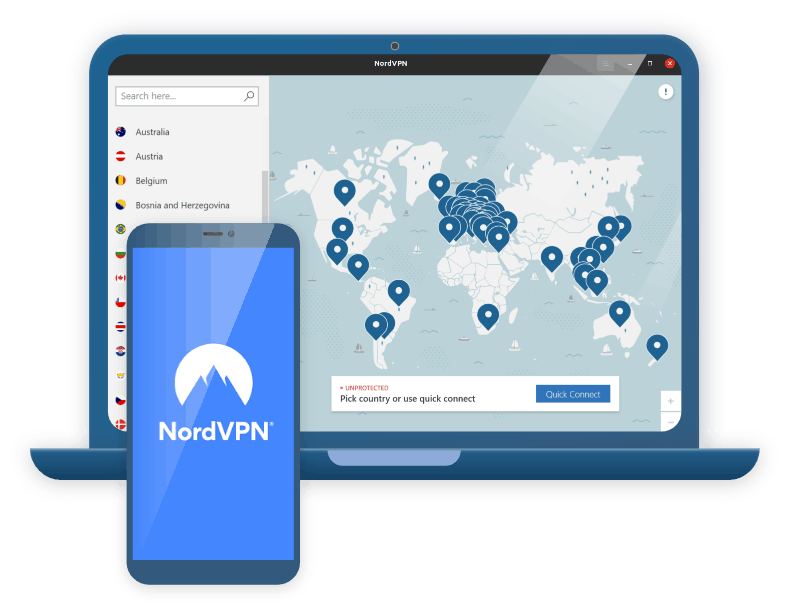 NordVPN
Search here...
Australia
Austria
Belgium
Bosnia and Herzegovina
• UNPROTECTED
Pick country or use quick connect
Quick Connect
NordVPN®